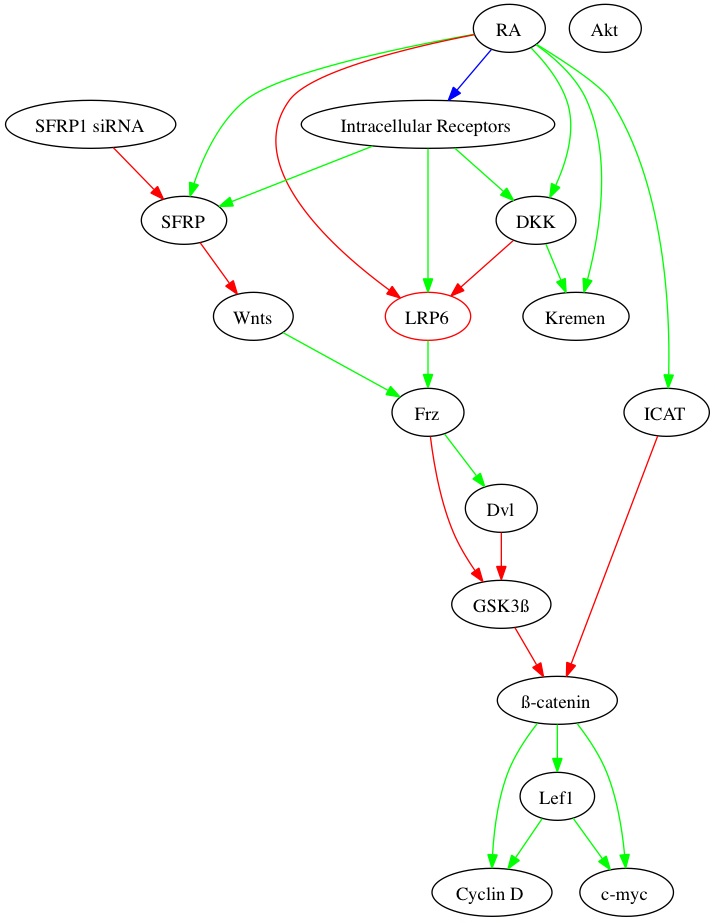 RA
Akt
SFRP1 siRNA
Intracellular Receptors
SFRP
DKK
Wnts
LRP6
Kremen
Frz
ICAT
Dvl
GSK3ß
ß-catenin
Lef1
Cyclin D
c-myc